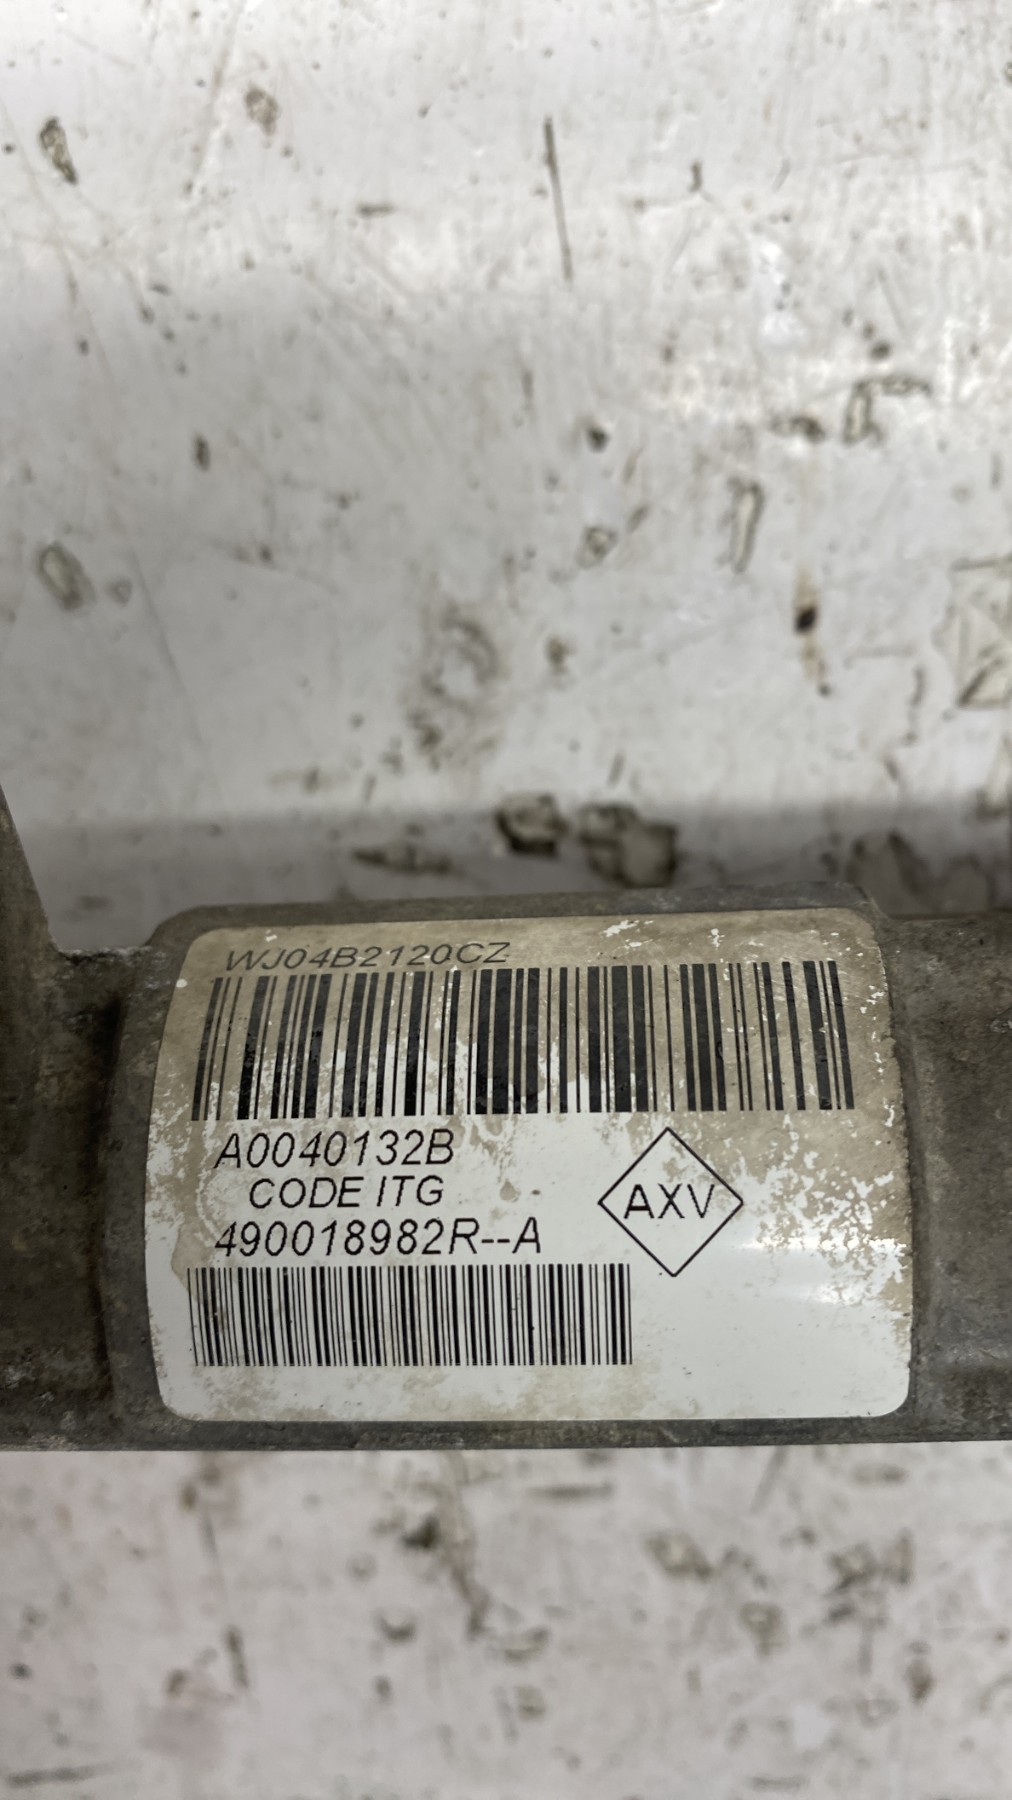 WJ04B2120CZ
A0040132B
CODE ITG
490018982R--A
AXV